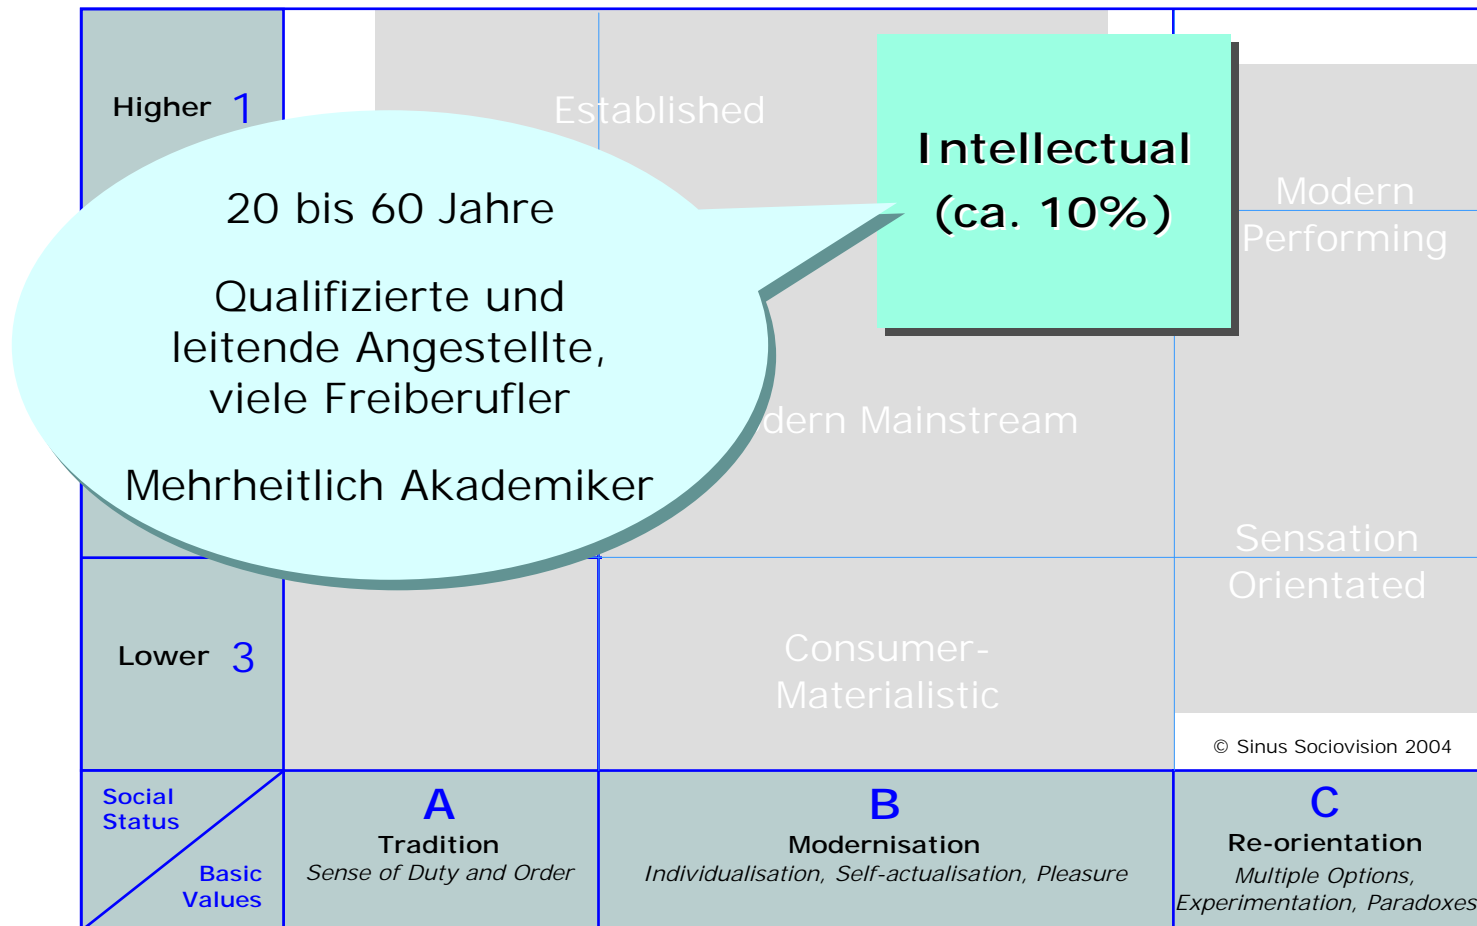 Higher 1
Established
Intellectual
(ca. 10%)
Modern
Performing
20 bis 60 Jahre
Qualifizierte und
leitende Angestellte,
viele Freiberufler
Mehrheitlich Akademiker
dern Mainstream
Sensation
Orientated
Lower 3
Consumer-
Materialistic
© Sinus Sociovision 2004
Social
Status
Basic
Values
A
Tradition
Sense of Duty and Order
B
Modernisation
Individualisation, Self-actualisation, Pleasure
C
Re-orientation
Multiple Options,
Experimentation, Paradoxes